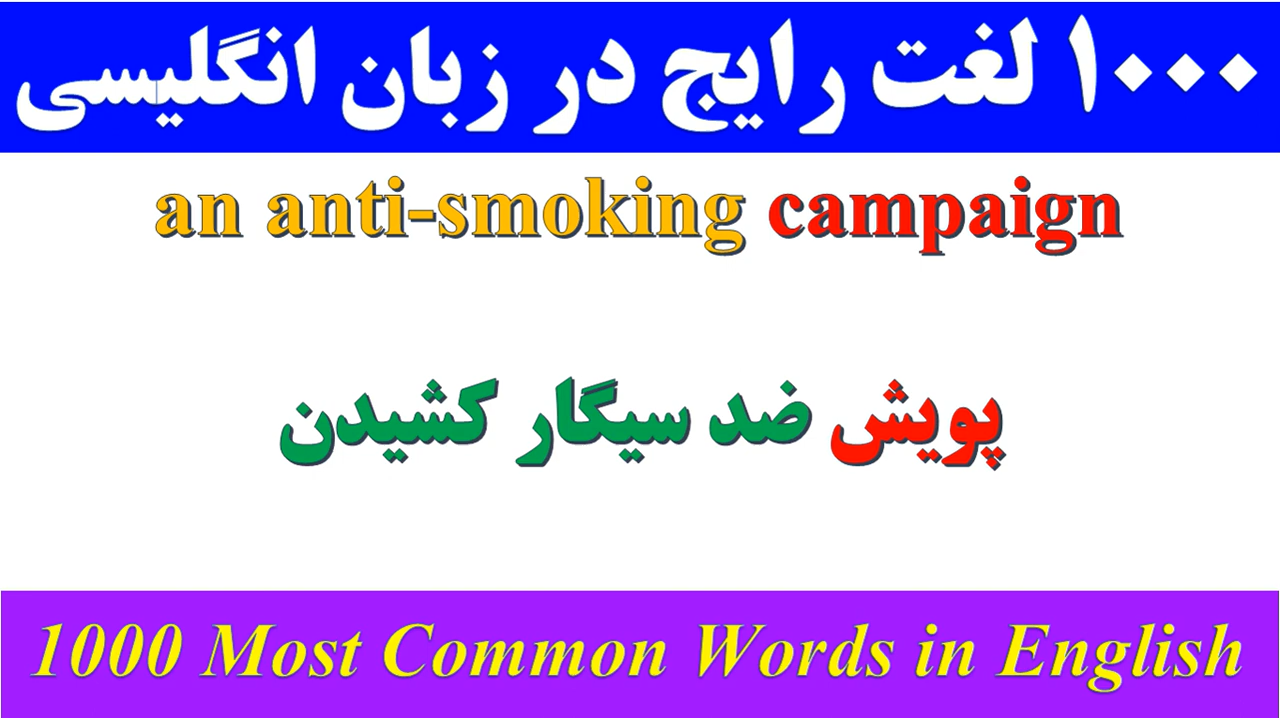 ۱۰۰۰ لغت رایج در زبان انگلیسی
an anti-smoking campaign
پویش ضد سیگار کشیدن
1000 Most Common Words in English